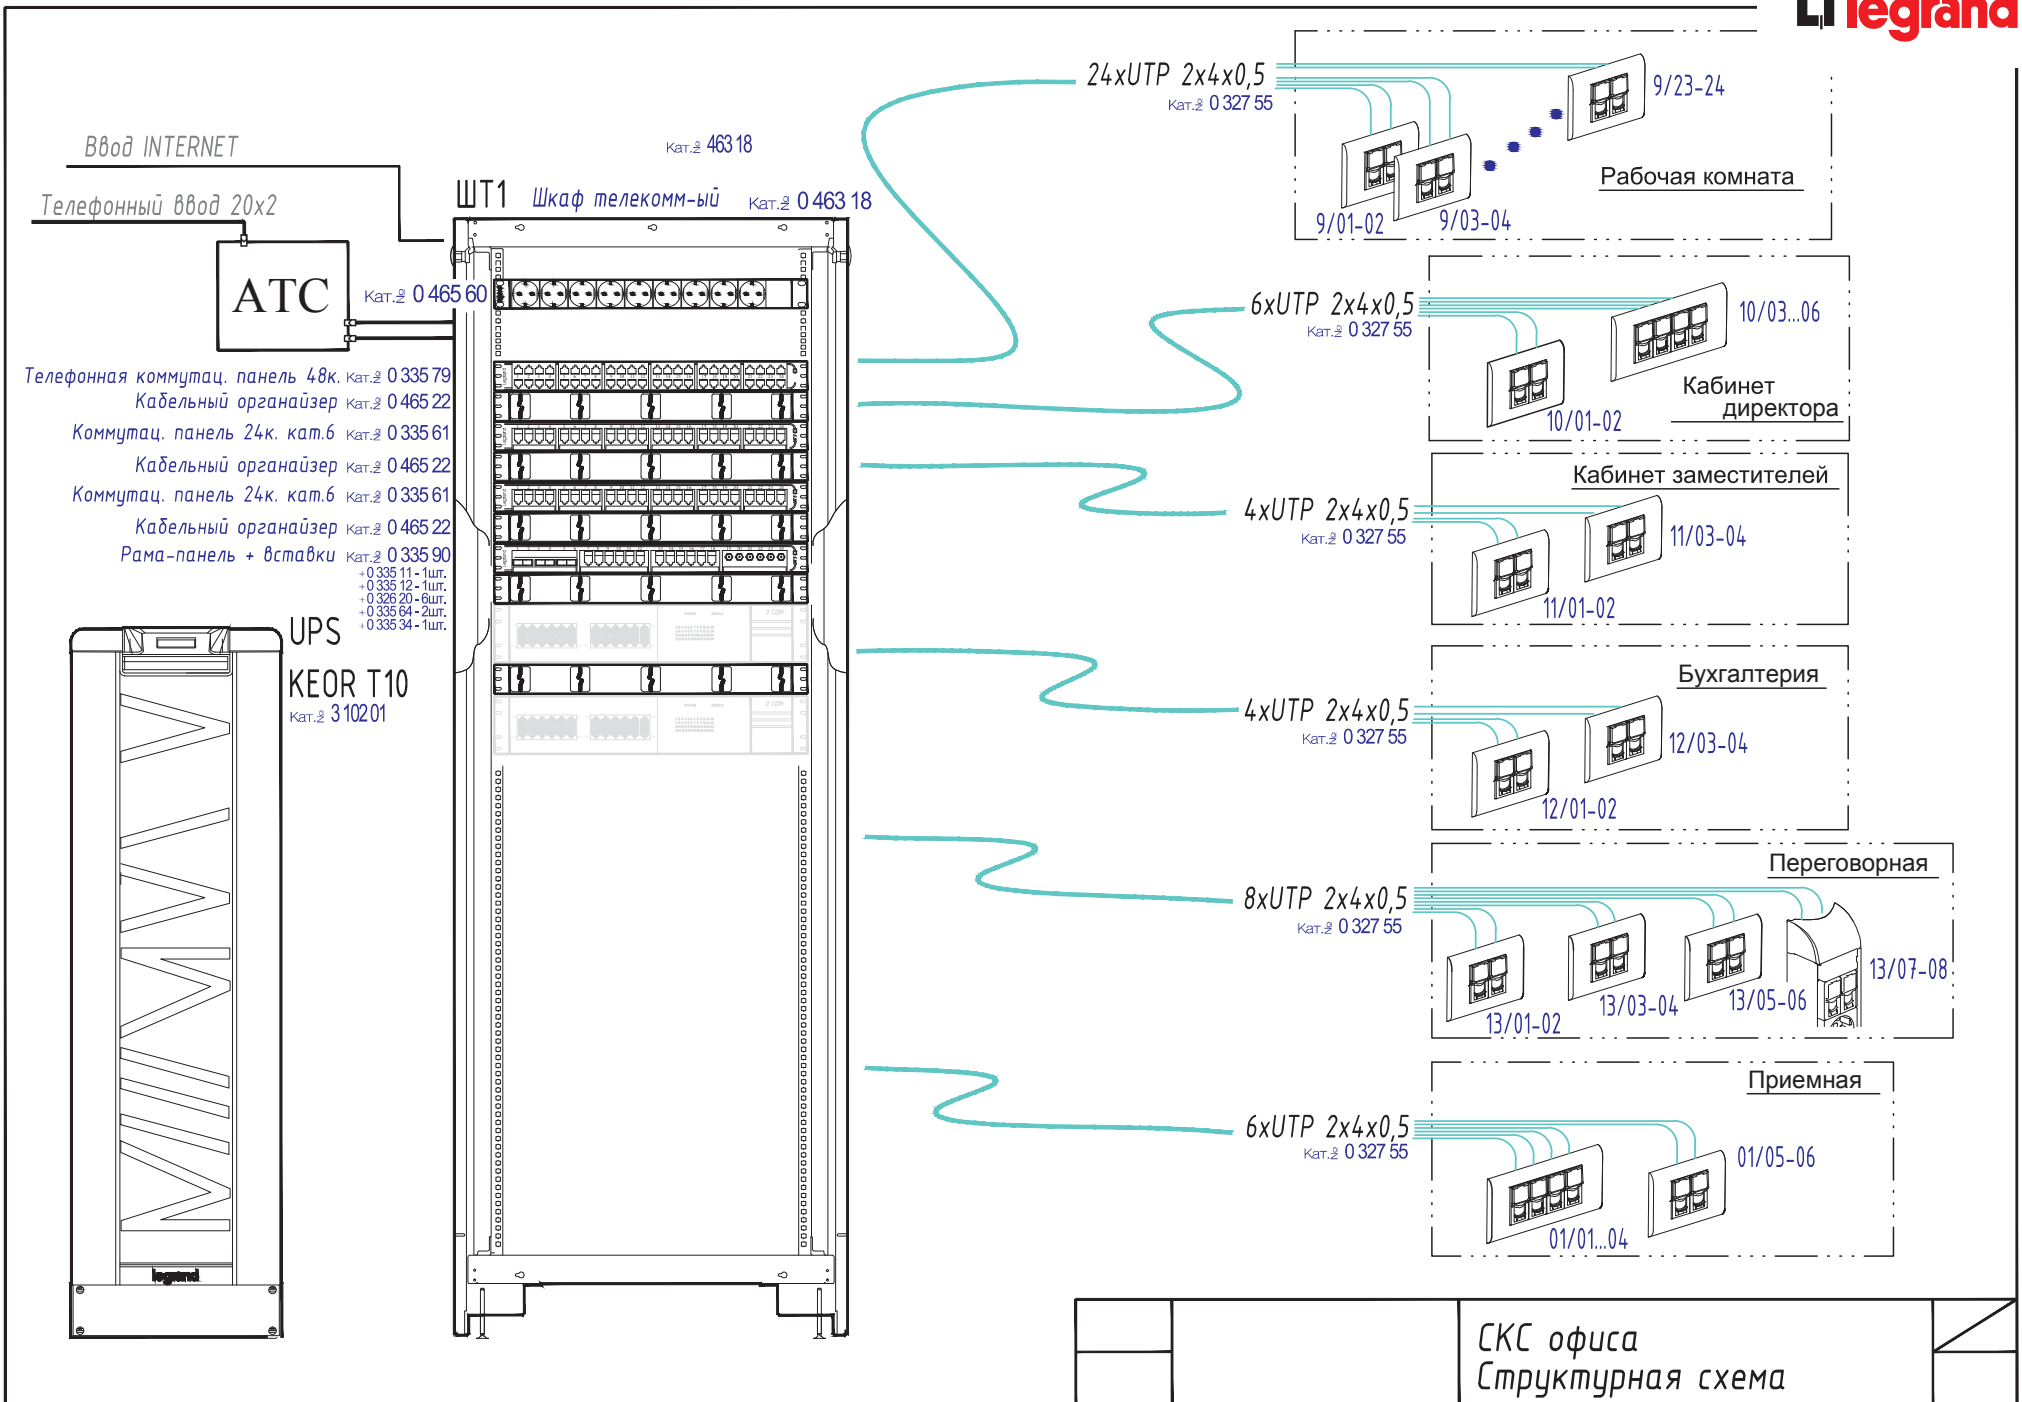 legrand
Ввод INTERNET
Телефонный ввод 20х2
АТС
Кат.№ 463 18
ШТ1
Шкаф телекомм-ый
Кат.№ 0 463 18
Кат.№ 0 465 60
Телефонная коммутац. панель 48к. Кат.№ 0 335 79
Кабельный органайзер Кат.№ 0 465 22
Коммутац. панель 24к. кат.6 Кат.№ 0 335 61
Кабельный органайзер Кат.№ 0 465 22
Коммутац. панель 24к. кат.6 Кат.№ 0 335 61
Кабельный органайзер Кат.№ 0 465 22
Рама-панель + вставки Кат.№ 0 335 90
+0 335 11 - 1шт.
+0 335 12 - 1шт.
+0 326 20 - 6шт.
+0 335 64 - 2шт.
+0 335 34 - 1шт.
UPS
KEOR T10
Кат.№ 3 102 01
legrand
24xUTP 2x4x0,5
Кат.№ 0 327 55
9/23-24
Рабочая комната
9/01-02
9/03-04
6xUTP 2x4x0,5
Кат.№ 0 327 55
10/03...06
Кабинет
директора
10/01-02
Кабинет заместителей
4xUTP 2x4x0,5
Кат.№ 0 327 55
11/03-04
11/01-02
Бухгалтерия
4xUTP 2x4x0,5
Кат.№ 0 327 55
12/03-04
12/01-02
Переговорная
8xUTP 2x4x0,5
Кат.№ 0 327 55
13/07-08
13/05-06
13/03-04
13/01-02
Приемная
6xUTP 2x4x0,5
Кат.№ 0 327 55
01/05-06
01/01...04
СКС офиса
Структурная схема